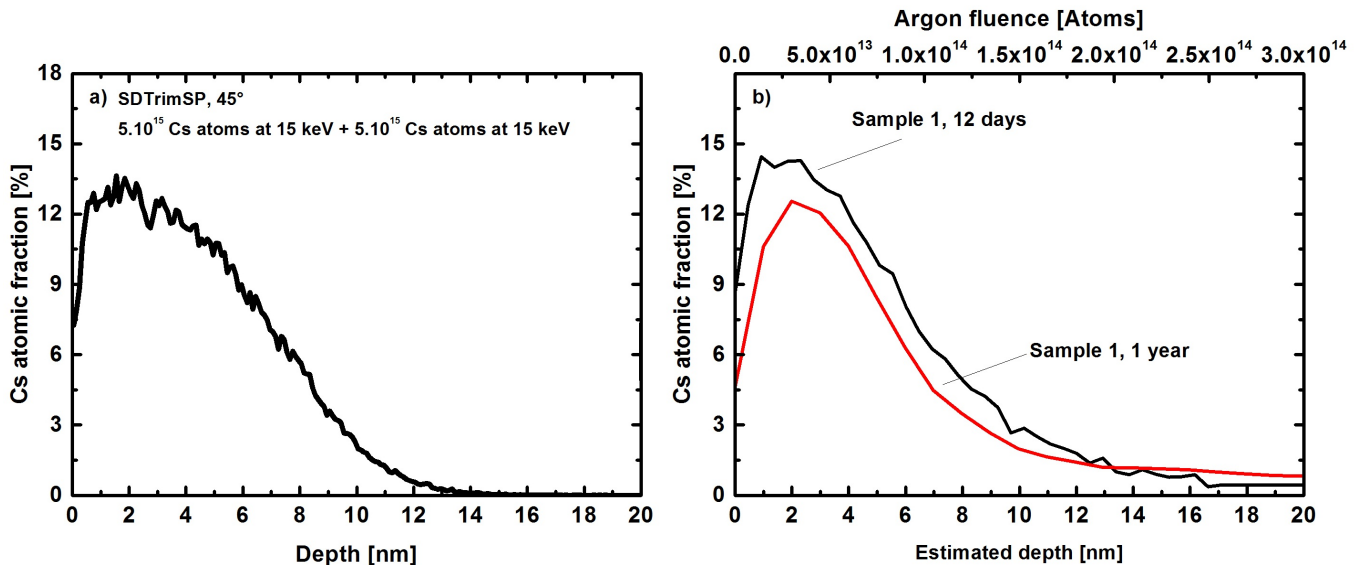 18
15
12
9
6
3
0
Cs atomic fraction [%]
a) SDTrimSP, 45°
5.10¹⁵ Cs atoms at 15 keV + 5.10¹⁵ Cs atoms at 15 keV
0 2 4 6 8 10 12 14 16 18 20
Depth [nm]
Argon fluence [Atoms]
0.0 5.0x10¹³ 1.0x10¹⁴ 1.5x10¹⁴ 2.0x10¹⁴ 2.5x10¹⁴ 3.0x10¹⁴
18
15
12
9
6
3
0
Cs atomic fraction [%]
b)
Sample 1, 12 days
Sample 1, 1 year
0 2 4 6 8 10 12 14 16 18 20
Estimated depth [nm]